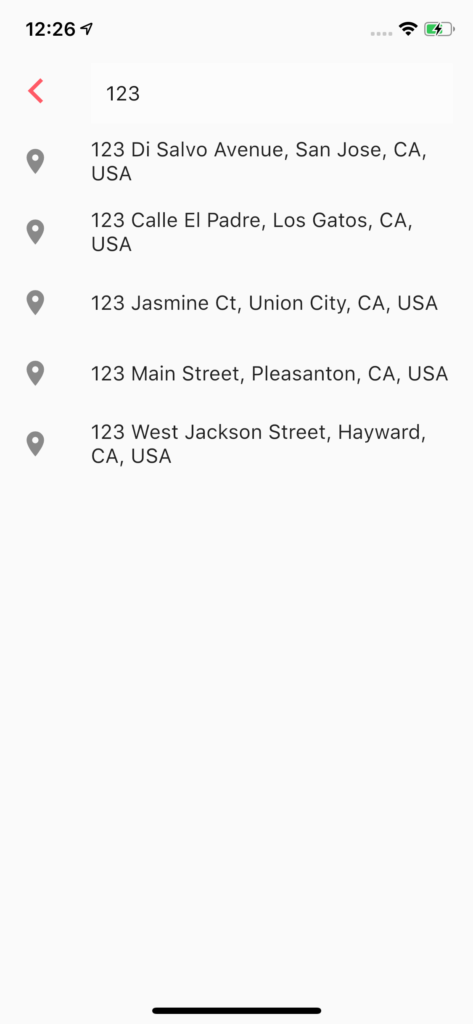 12:26
123
123 Di Salvo Avenue, San Jose, CA,
USA
123 Calle El Padre, Los Gatos, CA,
USA
123 Jasmine Ct, Union City, CA, USA
123 Main Street, Pleasanton, CA, USA
123 West Jackson Street, Hayward,
CA, USA